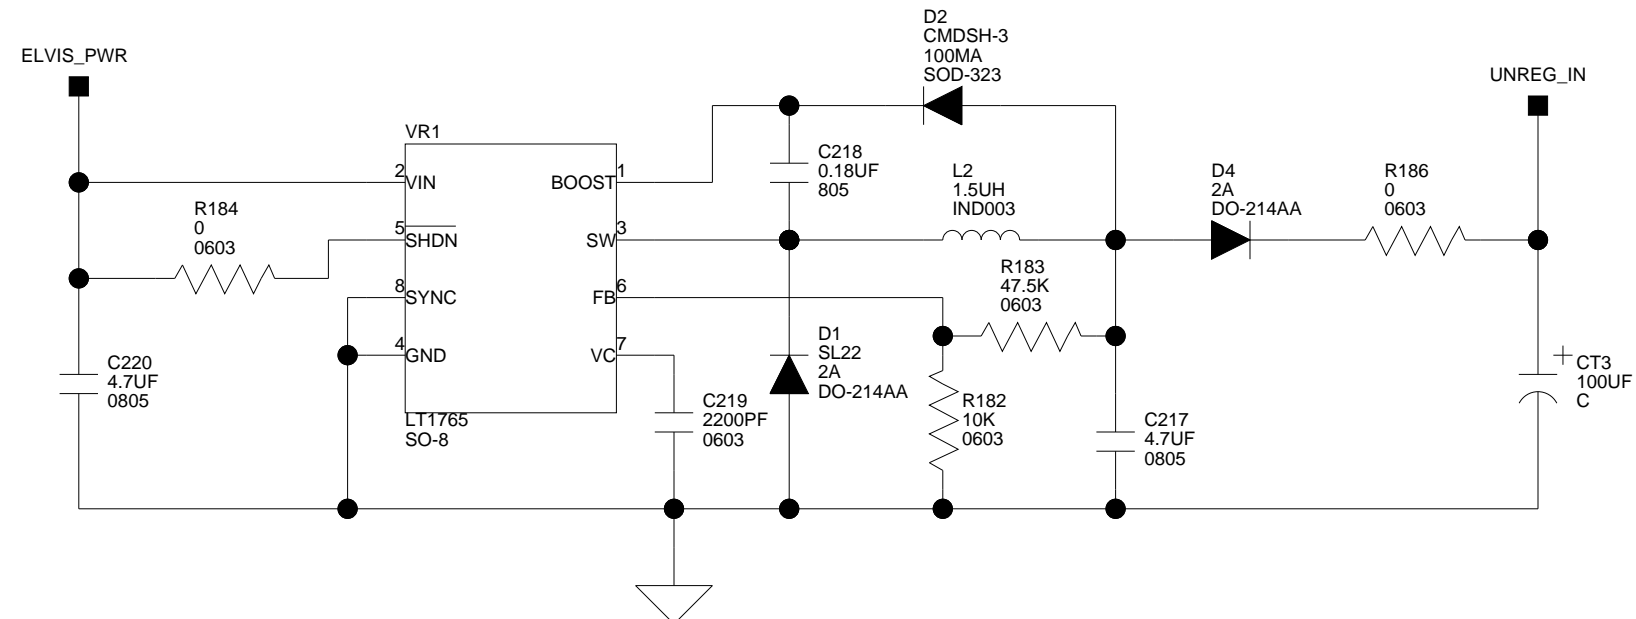 D2
CMDSH-3
100MA
SOD-323
ELVIS_PWR
UNREG_IN
VR1
2
VIN
BOOST
1
C218
0.18UF
805
L2
1.5UH
IND003
D4
2A
DO-214AA
R186
0
0603
R184
0
0603
5
SHDN
SW
3
R183
47.5K
0603
8
SYNC
FB
6
4
GND
VC
7
D1
SL22
2A
DO-214AA
C220
4.7UF
0805
LT1765
SO-8
C219
2200PF
0603
R182
10K
0603
C217
4.7UF
0805
+
CT3
100UF
C